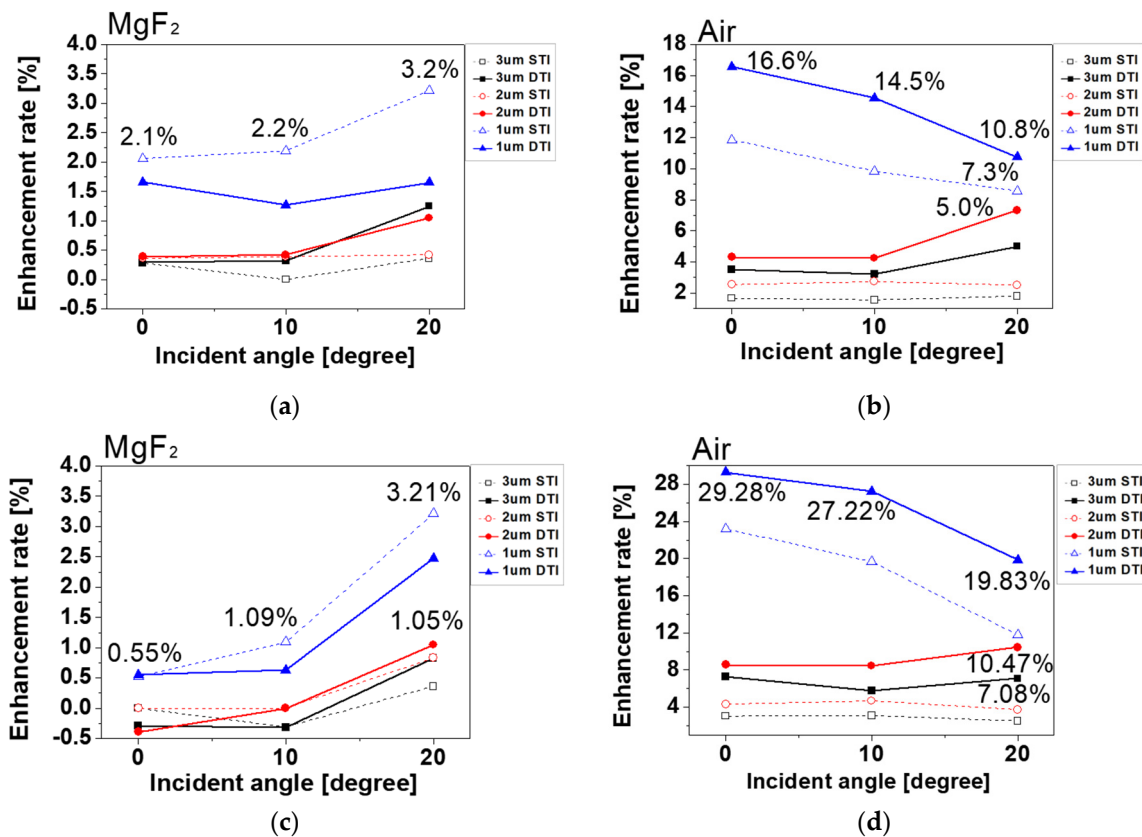 MgF₂
Enhancement rate [%]
4.0
3.5
3.0
2.5
2.0
1.5
1.0
0.5
0.0
-0.5
2.1%
2.2%
3.2%
0
10
20
Incident angle [degree]
3um STI
3um DTI
2um STI
2um DTI
1um STI
1um DTI
(a)
Air
Enhancement rate [%]
18
16
14
12
10
8
6
4
2
16.6%
14.5%
10.8%
7.3%
5.0%
0
10
20
Incident angle [degree]
3um STI
3um DTI
2um STI
2um DTI
1um STI
1um DTI
(b)
MgF₂
Enhancement rate [%]
4.0
3.5
3.0
2.5
2.0
1.5
1.0
0.5
0.0
-0.5
0.55%
1.09%
3.21%
1.05%
0
10
20
Incident angle [degree]
3um STI
3um DTI
2um STI
2um DTI
1um STI
1um DTI
(c)
Air
Enhancement rate [%]
28
24
20
16
12
8
4
29.28%
27.22%
19.83%
10.47%
7.08%
0
10
20
Incident angle [degree]
3um STI
3um DTI
2um STI
2um DTI
1um STI
1um DTI
(d)